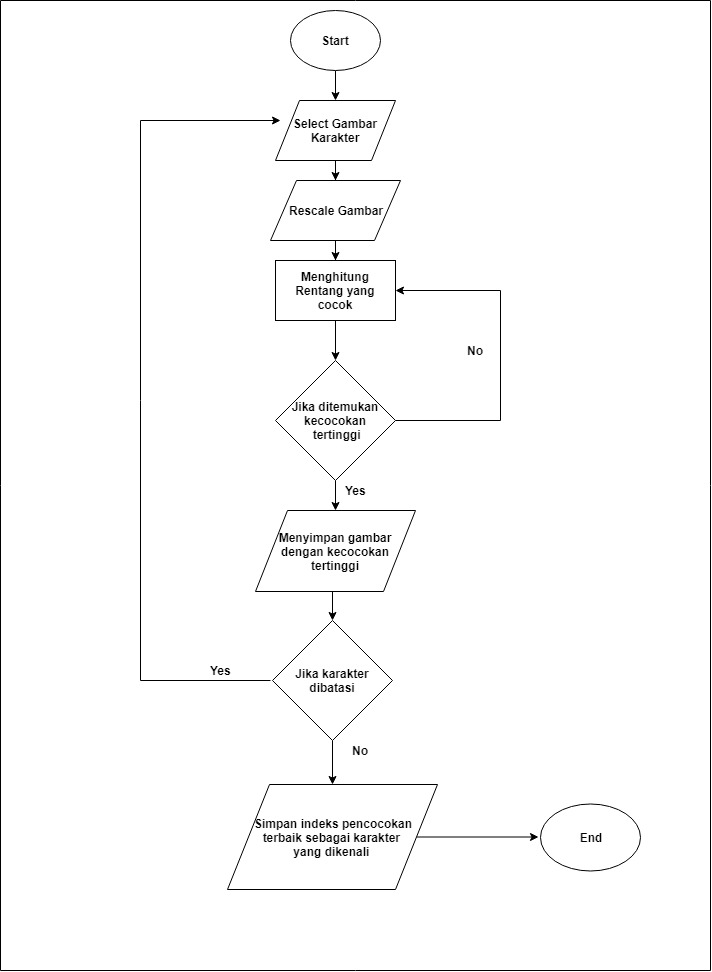 Start
Select Gambar
Karakter
Rescale Gambar
Menghitung
Rentang yang
cocok
No
Jika ditemukan
kecocokan
tertinggi
Yes
Menyimpan gambar
dengan kecocokan
tertinggi
Yes
Jika karakter
dibatasi
No
Simpan indeks pencocokan
terbaik sebagai karakter
yang dikenali
End